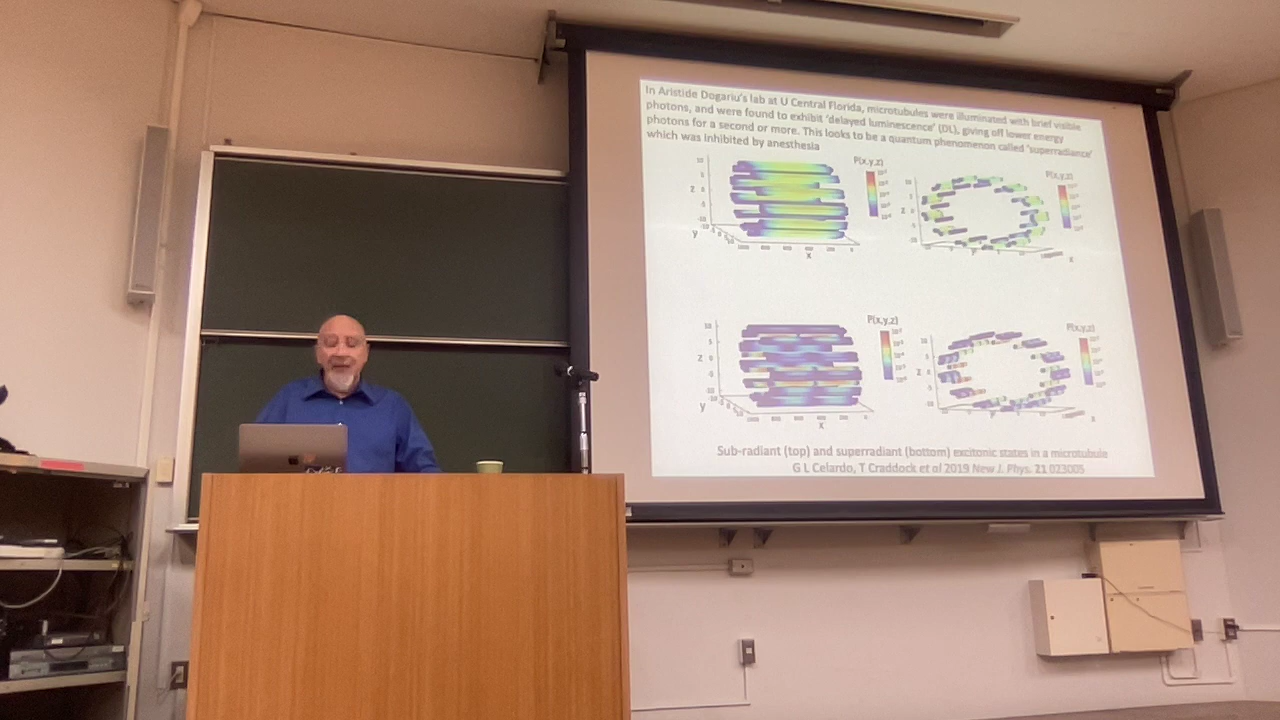 In Aristide Dogariu's lab at U Central Florida, microtubules were illuminated with brief visible
photons, and were found to exhibit 'delayed luminescence' (DL), giving off lower energy
photons for a second or more. This looks to be a quantum phenomenon called 'superradiance'
which was inhibited by anesthesia
P(x,y,z)
P(x,y,z)
Z
Z
y
X
X
P(x,y,z)
P(x,y,z)
Z
Z
y
X
X
Sub-radiant (top) and superradiant (bottom) excitonic states in a microtubule
G L Celardo, T Craddock et al 2019 New J. Phys. 21 023005